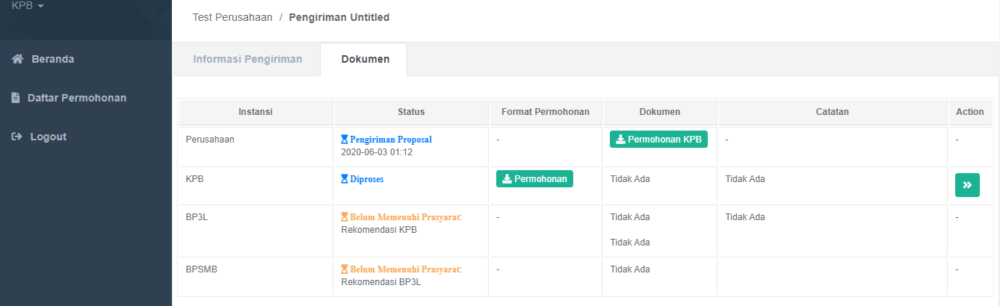 KPB
Test Perusahaan / Pengiriman Untitled
Beranda
Daftar Permohonan
Logout
Informasi Pengiriman
Dokumen
Instansi Status Format Permohonan Dokumen Catatan Action
Perusahaan Pengiriman Proposal - Permohonan KPB - -
2020-06-03 01:12
KPB Diproses Permohonan Tidak Ada Tidak Ada
BP3L Belum Memenuhi Prasyarat: - Tidak Ada Tidak Ada -
Rekomendasi KPB
Tidak Ada
BPSMB Belum Memenuhi Prasyarat: - Tidak Ada -
Rekomendasi BP3L